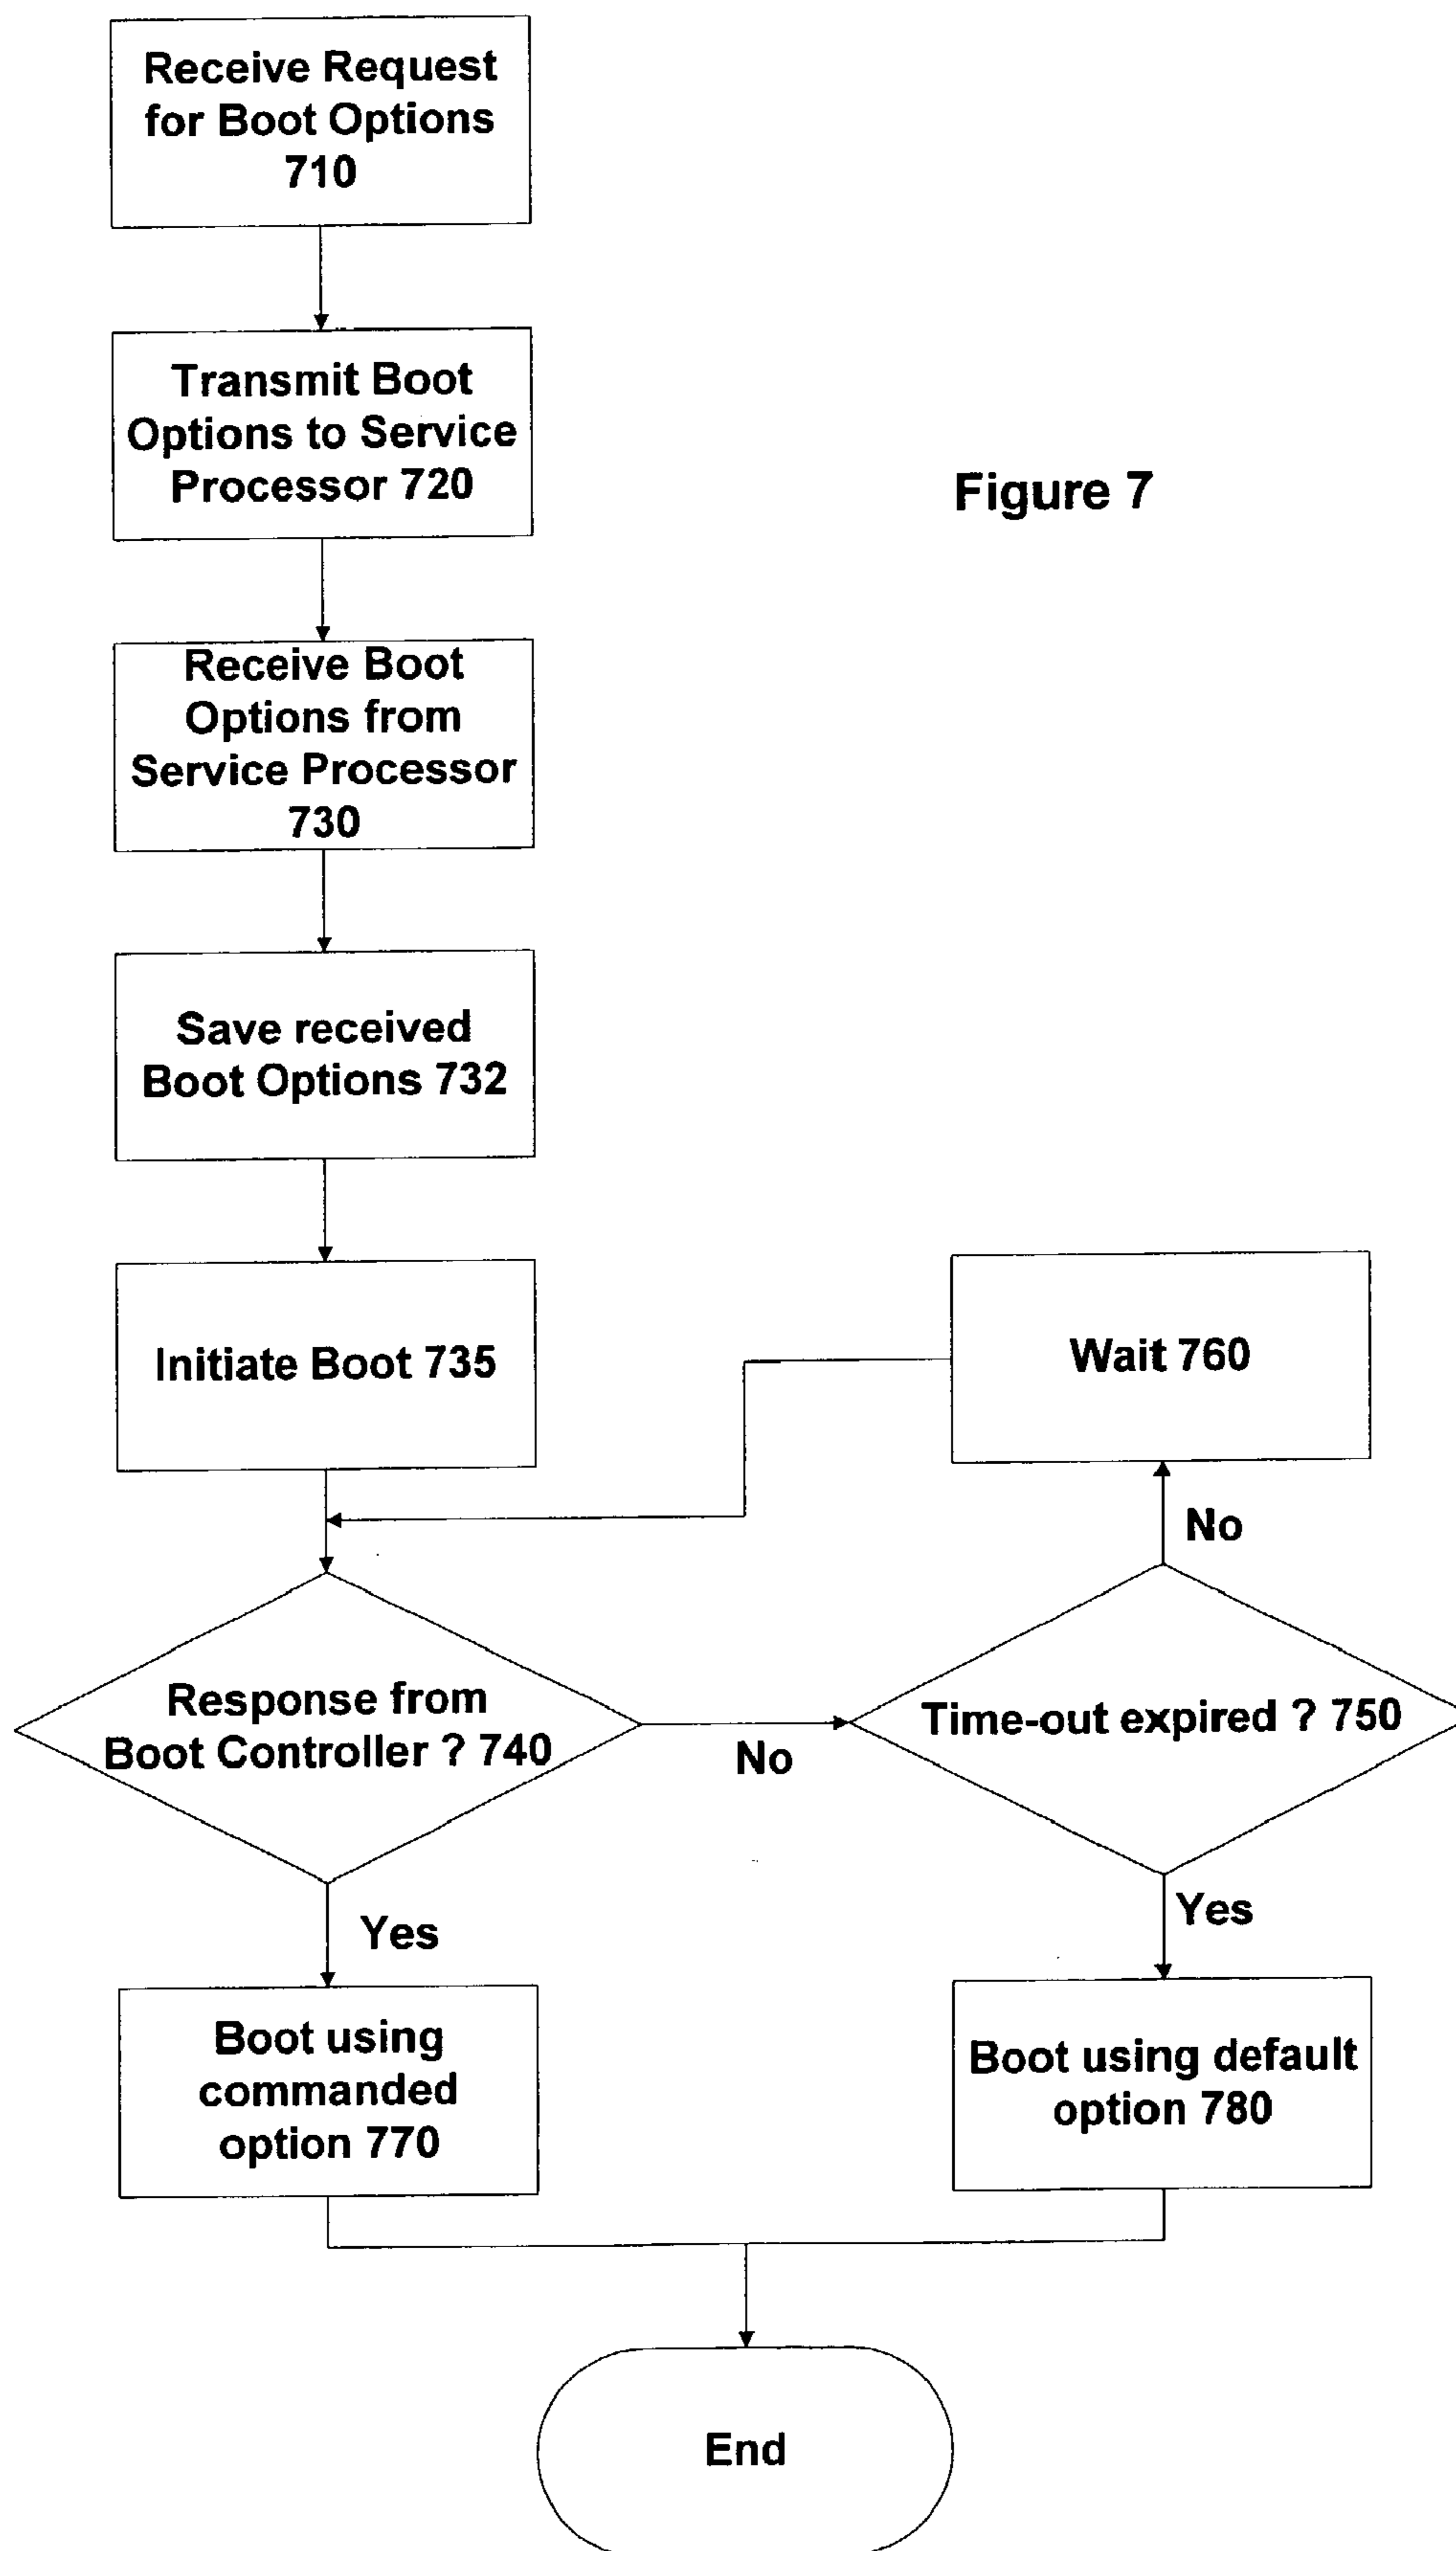 Receive Request
for Boot Options
710
Transmit Boot
Options to Service
Processor 720
Figure 7
Receive Boot
Options from
Service Processor
730
Save received
Boot Options 732
Initiate Boot 735
Wait 760
No
Response from
Boot Controller ? 740
No
Time-out expired ? 750
Yes
Yes
Boot using
commanded
option 770
Boot using default
option 780
End